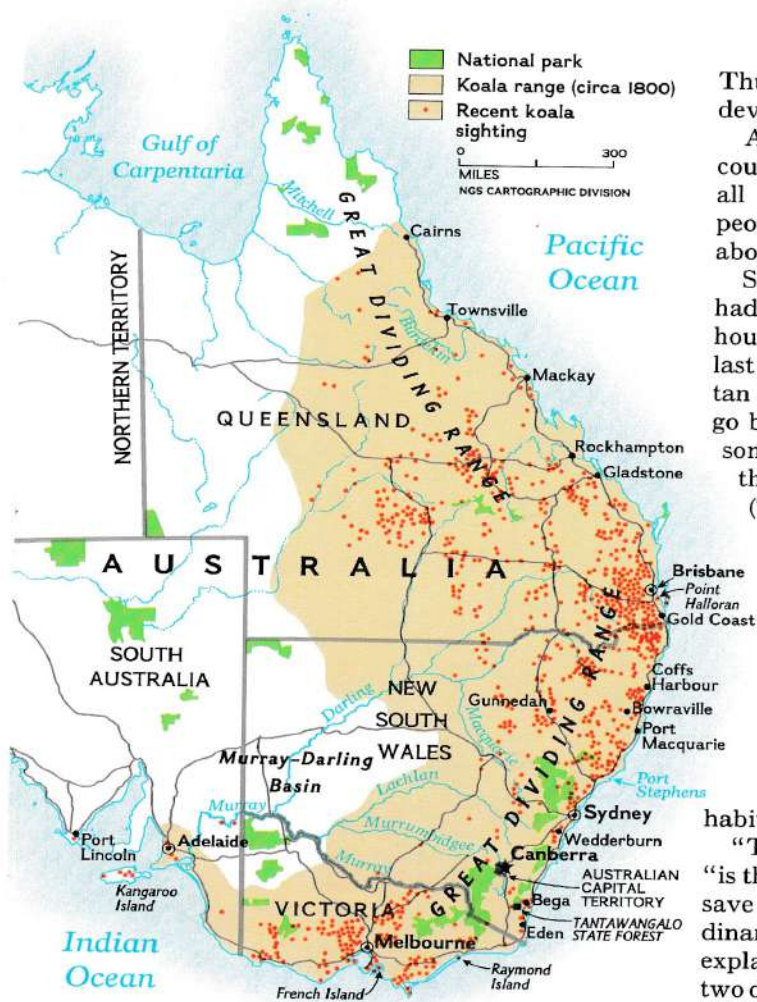 National park
Koala range (circa 1800)
Recent koala
sighting
0 300
MILES
NGS CARTOGRAPHIC DIVISION
Gulf of
Carpentaria
Mitchell
GREAT DIVIDING RANGE
Cairns
Pacific
Ocean
NORTHERN TERRITORY
Townsville
Burdekin
Mackay
QUEENSLAND
Rockhampton
Gladstone
AUSTRALIA
Brisbane
Point
Halloran
Gold Coast
SOUTH
AUSTRALIA
GREAT DIVIDING RANGE
Darling
NEW
SOUTH
WALES
Macquarie
Gunnedah
Coffs
Harbour
Bowraville
Port
Macquarie
Murray-Darling
Basin
Lachlan
Port
Stephens
Murray
Murrumbidgee
Sydney
Wedderburn
Port
Lincoln
Adelaide
Murray
Canberra
AUSTRALIAN
CAPITAL
TERRITORY
Kangaroo
Island
VICTORIA
Bega
TANTAWANGALO
STATE FOREST
Eden
Indian
Ocean
Melbourne
French Island
Raymond
Island
dev
A
cou
all
peo
abo
S
had
hou
last
tan
go b
son
th
(
habi
"T
"is th
save
dinar
expla
two o